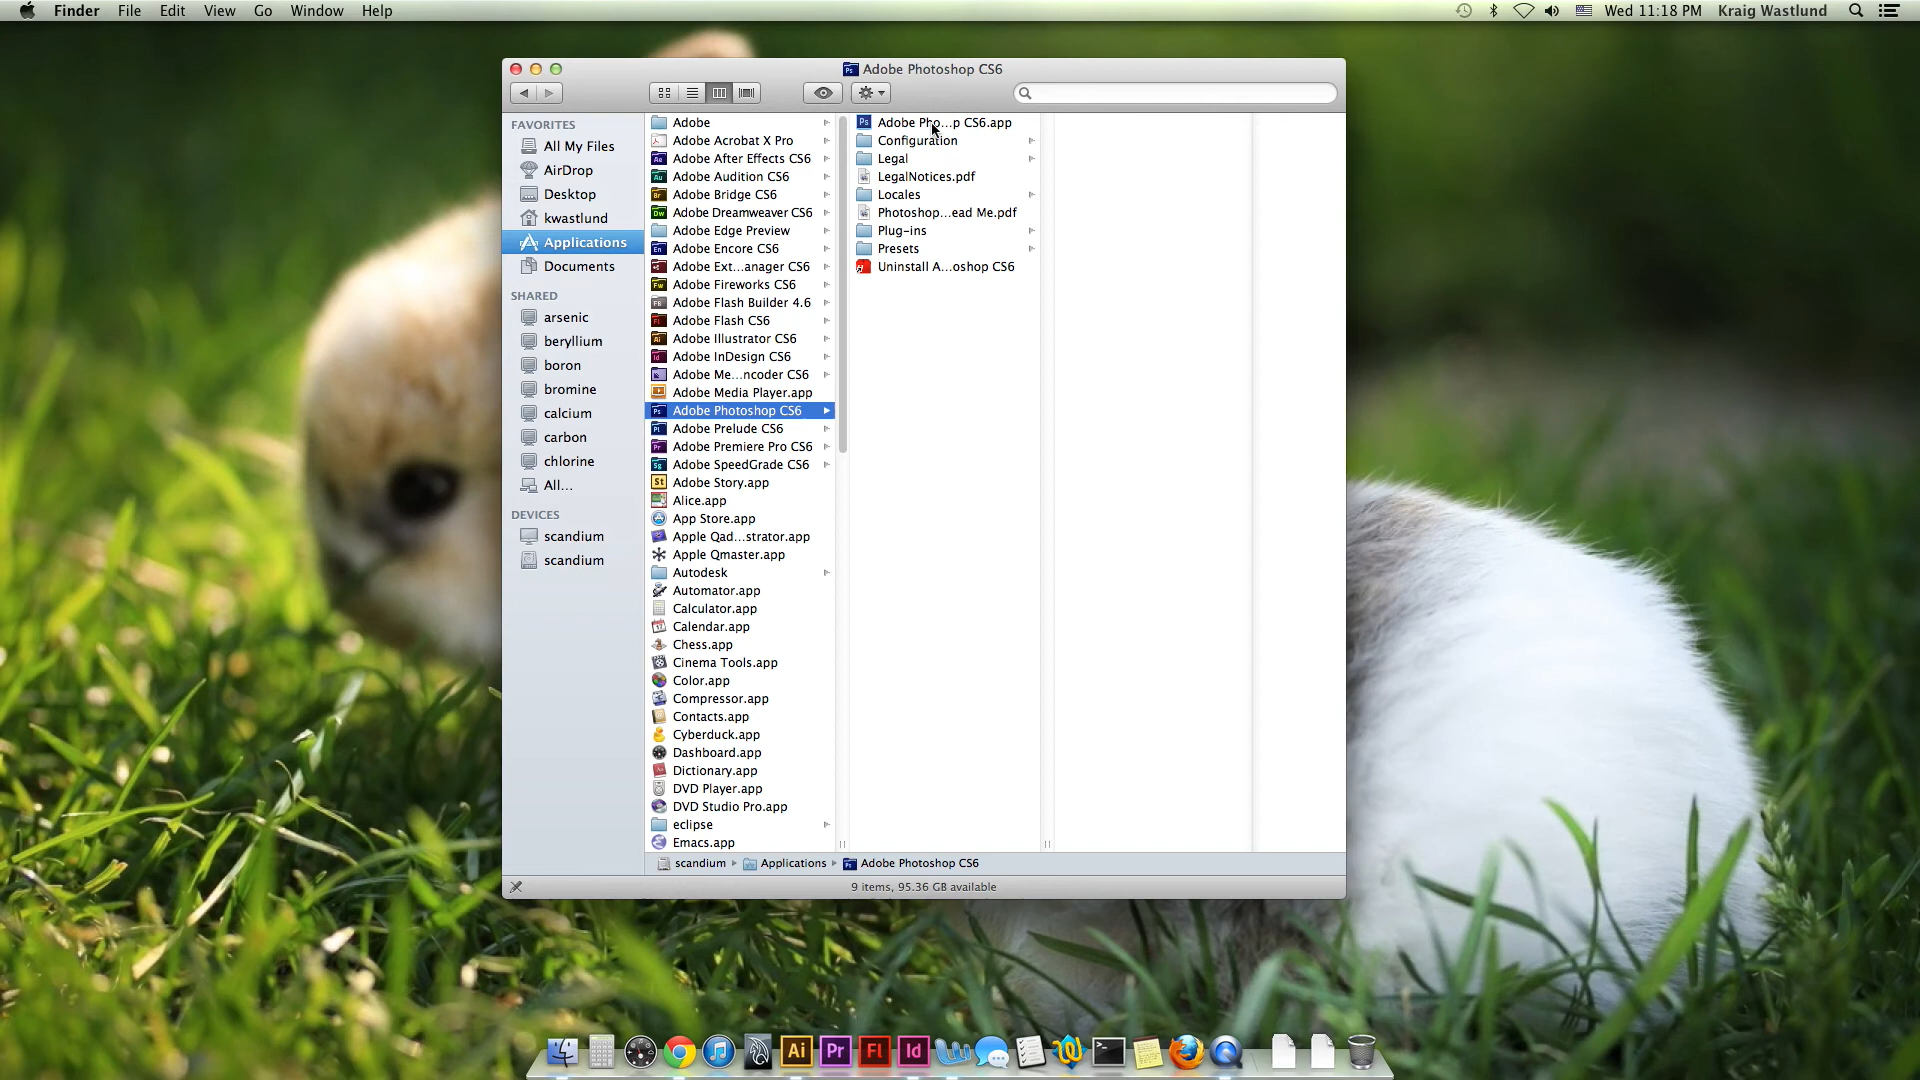 Finder File Edit View Go Window Help
Wed 11:18 PM Kraig Wastlund
Adobe Photoshop CS6
FAVORITES
All My Files
AirDrop
Desktop
kwastlund
Applications
Documents
SHARED
arsenic
beryllium
boron
bromine
calcium
carbon
chlorine
All...
DEVICES
scandium
scandium
Adobe
Adobe Acrobat X Pro
Adobe After Effects CS6
Adobe Audition CS6
Adobe Bridge CS6
Adobe Dreamweaver CS6
Adobe Edge Preview
Adobe Encore CS6
Adobe Ext...anager CS6
Adobe Fireworks CS6
Adobe Flash Builder 4.6
Adobe Flash CS6
Adobe Illustrator CS6
Adobe InDesign CS6
Adobe Me...ncoder CS6
Adobe Media Player.app
Adobe Photoshop CS6
Adobe Prelude CS6
Adobe Premiere Pro CS6
Adobe SpeedGrade CS6
Adobe Story.app
Alice.app
App Store.app
Apple Qad...strator.app
Apple Qmaster.app
Autodesk
Automator.app
Calculator.app
Calendar.app
Chess.app
Cinema Tools.app
Color.app
Compressor.app
Contacts.app
Cyberduck.app
Dashboard.app
Dictionary.app
DVD Player.app
DVD Studio Pro.app
eclipse
Emacs.app
Adobe Pho...p CS6.app
Configuration
Legal
LegalNotices.pdf
Locales
Photoshop...ead Me.pdf
Plug-ins
Presets
Uninstall A...oshop CS6
scandium Applications Adobe Photoshop CS6
9 items, 95.36 GB available
Ai Pr Fl Id